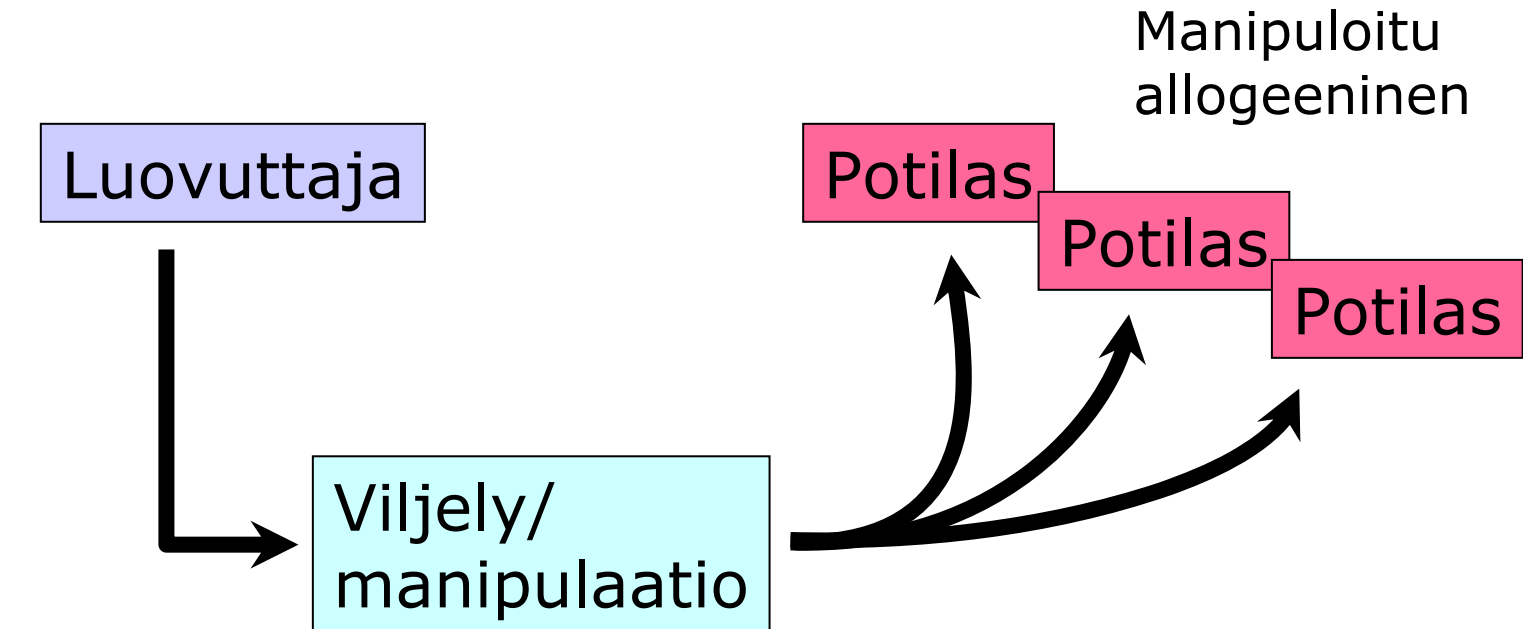 Manipuloitu
allogeeninen
Luovuttaja
Potilas
Potilas
Potilas
Viljely/
manipulaatio